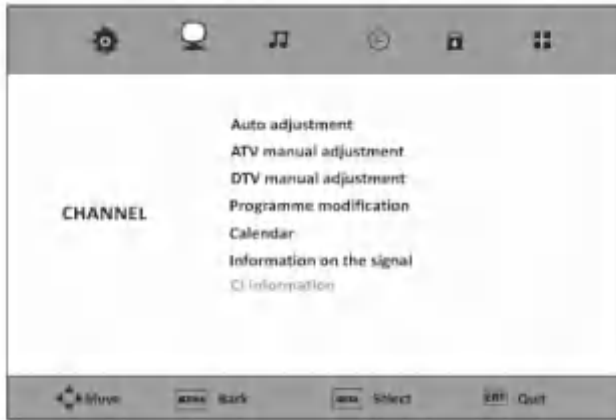 Auto adjustment
ATV manual adjustment
DTV manual adjustment
CHANNEL
Programme modification
Calendar
Information on the signal
CI information
Move
Back
Select
EXIT Quit